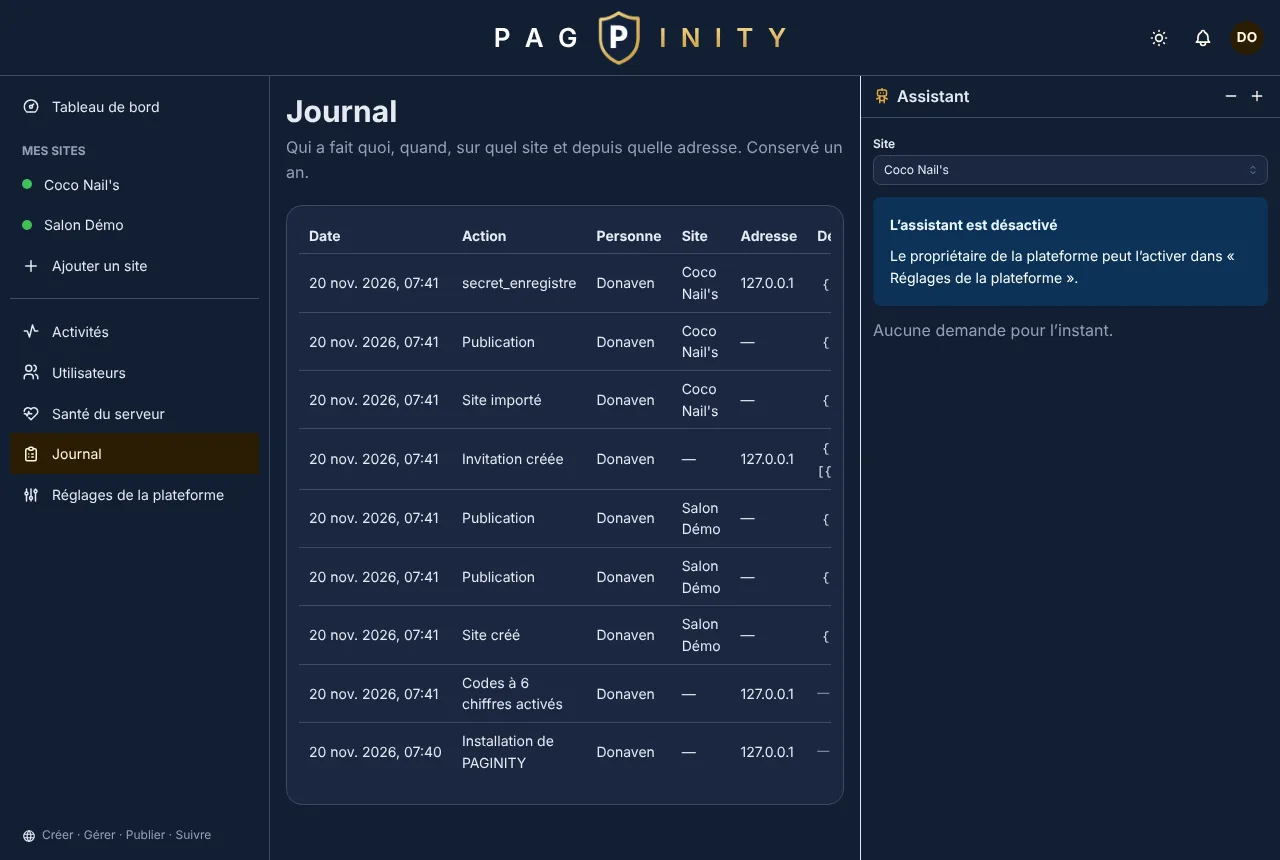 PAGPINITY
DO
Tableau de bord
MES SITES
Coco Nail's
Salon Démo
Ajouter un site
Activités
Utilisateurs
Santé du serveur
Journal
Réglages de la plateforme
Créer · Gérer · Publier · Suivre
Journal
Qui a fait quoi, quand, sur quel site et depuis quelle adresse. Conservé un
an.
Date Action Personne Site Adresse
20 nov. 2026, 07:41 secret_enregistre Donaven Coco Nail's 127.0.0.1 {
20 nov. 2026, 07:41 Publication Donaven Coco Nail's — {
20 nov. 2026, 07:41 Site importé Donaven Coco Nail's — {
20 nov. 2026, 07:41 Invitation créée Donaven — 127.0.0.1 { [{
20 nov. 2026, 07:41 Publication Donaven Salon Démo — {
20 nov. 2026, 07:41 Publication Donaven Salon Démo — {
20 nov. 2026, 07:41 Site créé Donaven Salon Démo — {
20 nov. 2026, 07:41 Codes à 6 chiffres activés Donaven — 127.0.0.1 —
20 nov. 2026, 07:40 Installation de PAGINITY Donaven — 127.0.0.1 —
Assistant
Site
Coco Nail's
L’assistant est désactivé
Le propriétaire de la plateforme peut l’activer dans «
Réglages de la plateforme ».
Aucune demande pour l’instant.